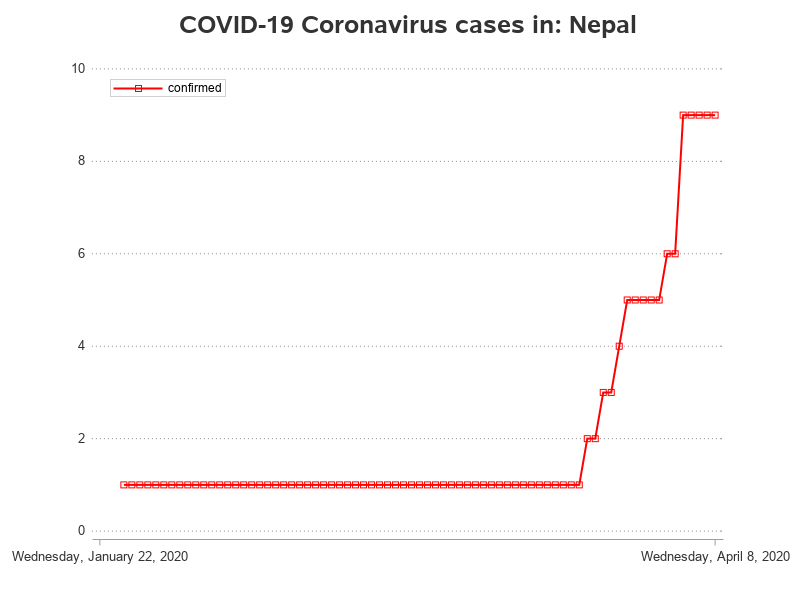 COVID-19 Coronavirus cases in: Nepal
10
confirmed
8
6
4
2
0
Wednesday, January 22, 2020
Wednesday, April 8, 2020